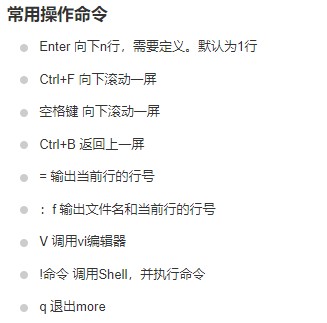 常用操作命令
Enter 向下n行，需要定义。默认为1行
Ctrl+F 向下滚动一屏
空格键 向下滚动一屏
Ctrl+B 返回上一屏
= 输出当前行的行号
：f 输出文件名和当前行的行号
V 调用vi编辑器
!命令 调用Shell，并执行命令
q 退出more